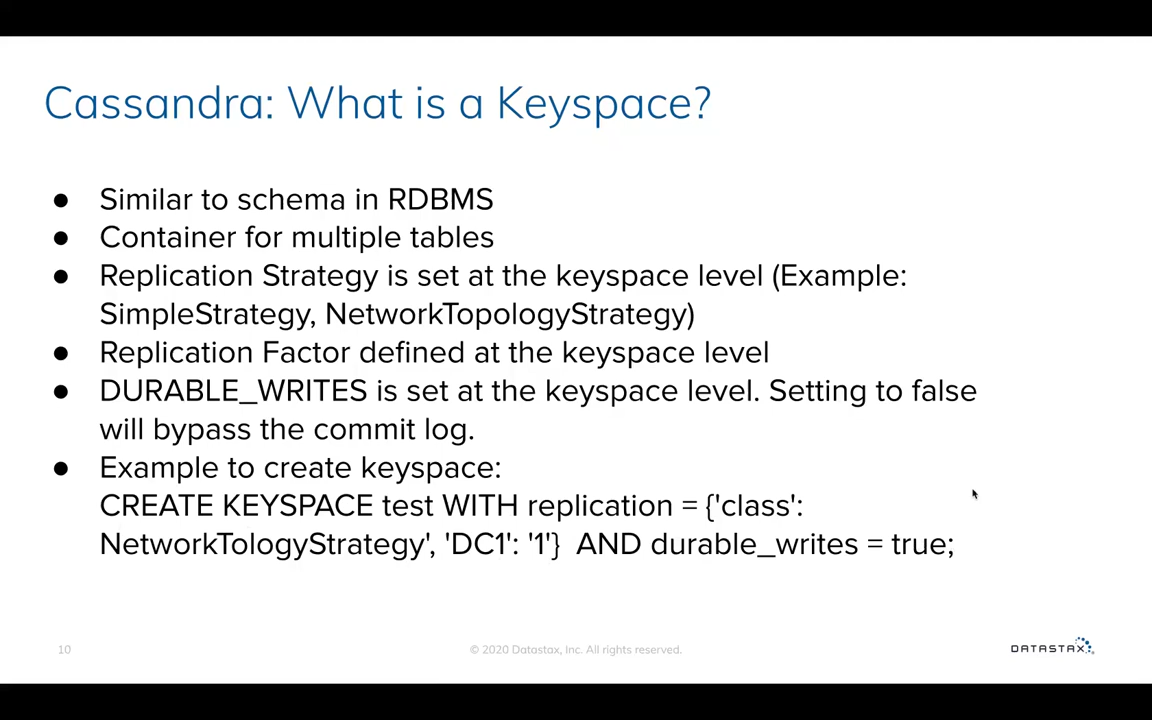 Cassandra: What is a Keyspace?
● Similar to schema in RDBMS
● Container for multiple tables
● Replication Strategy is set at the keyspace level (Example:
SimpleStrategy, NetworkTopologyStrategy)
● Replication Factor defined at the keyspace level
● DURABLE_WRITES is set at the keyspace level. Setting to false
will bypass the commit log.
● Example to create keyspace:
CREATE KEYSPACE test WITH replication = {'class':
NetworkTologyStrategy', 'DC1': '1'}  AND durable_writes = true;
10
© 2020 Datastax, Inc. All rights reserved.
DATASTAX